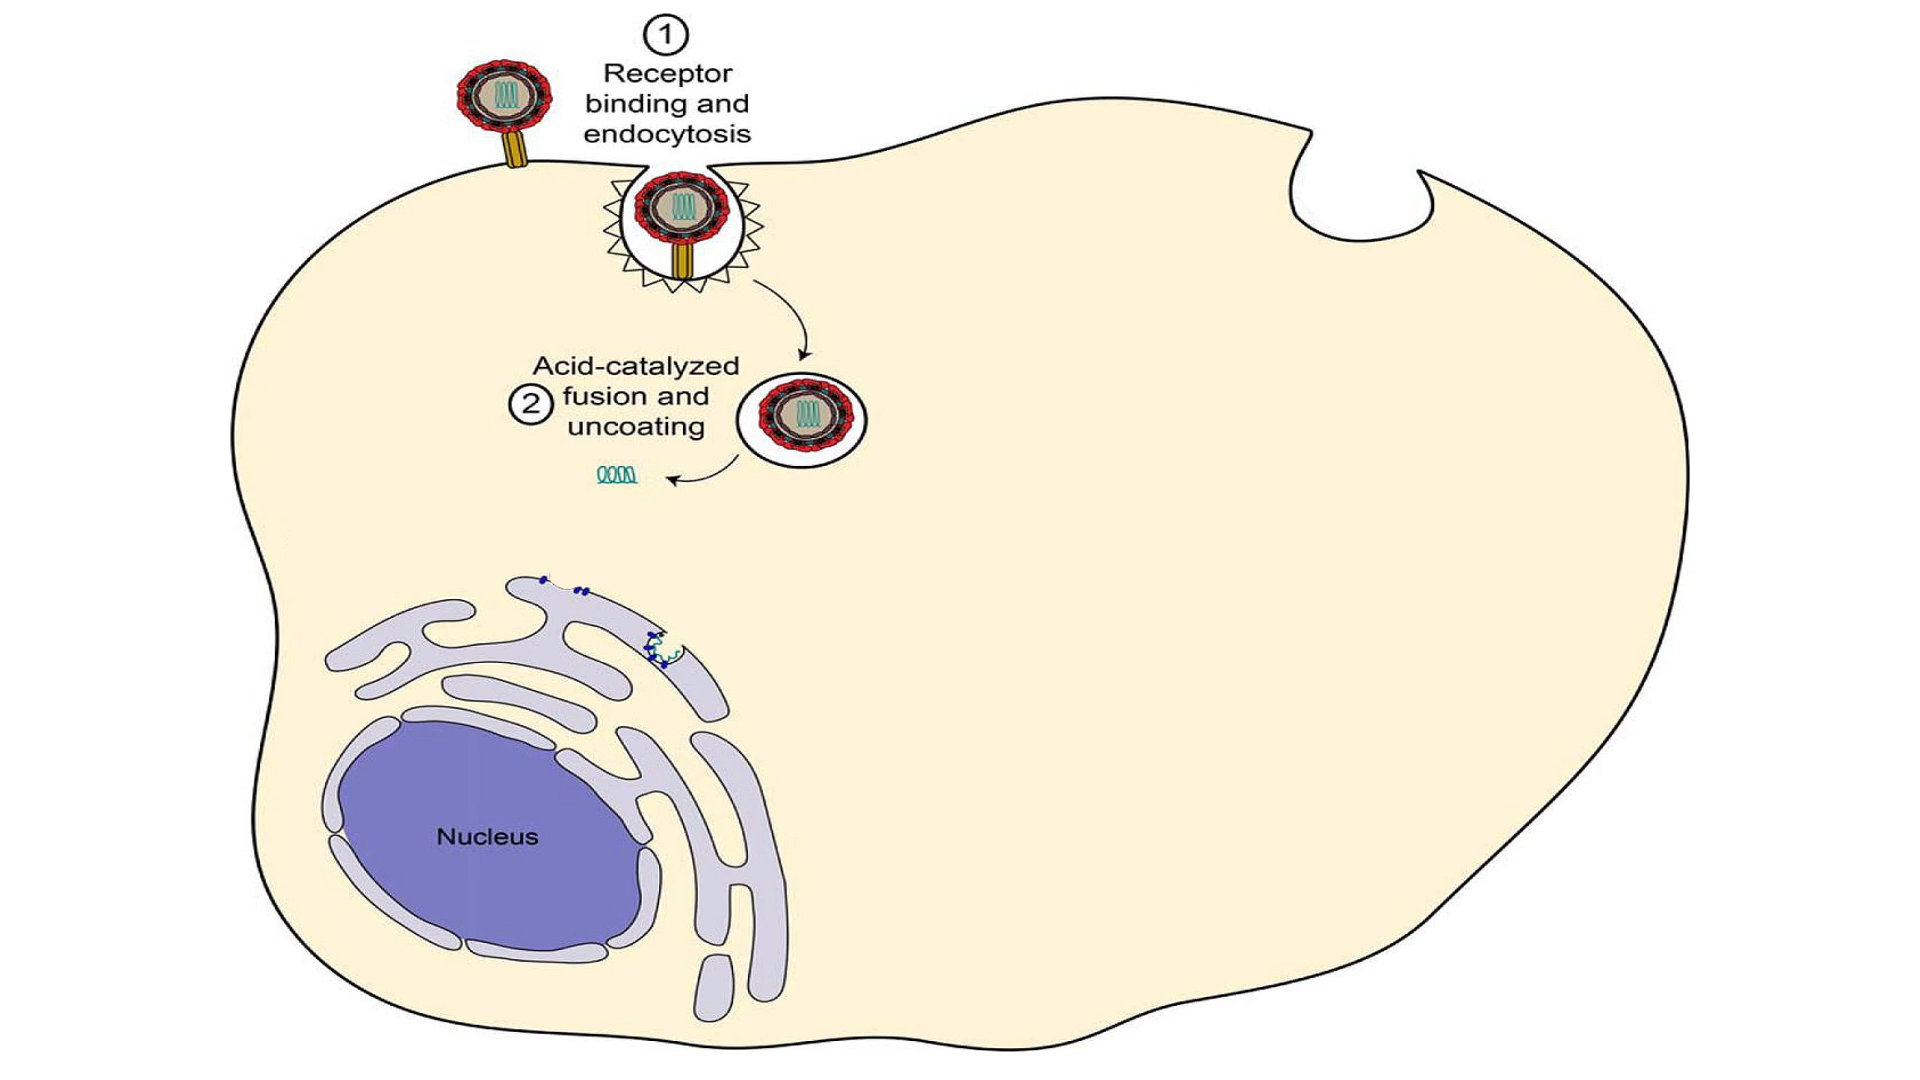 1
Receptor
binding and
endocytosis
Acid-catalyzed
2 fusion and
uncoating
Nucleus